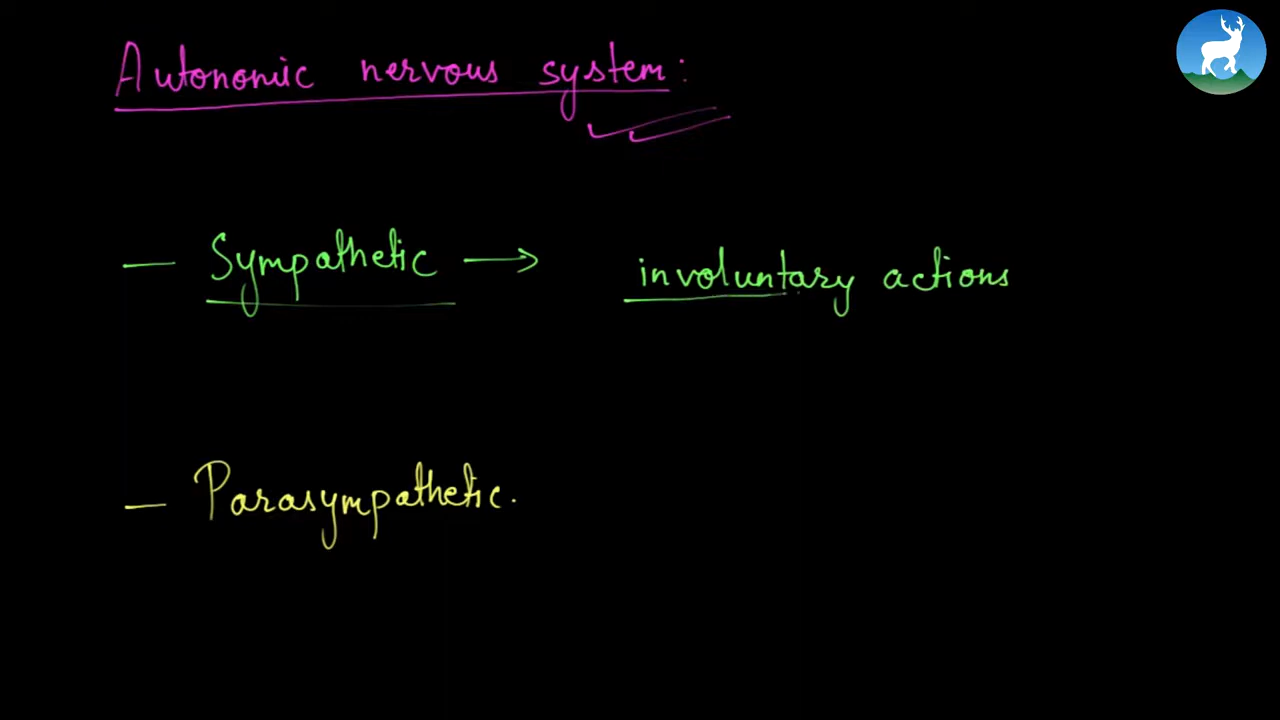 Autonomic nervous system:
— Sympathetic → involuntary actions
— Parasympathetic.